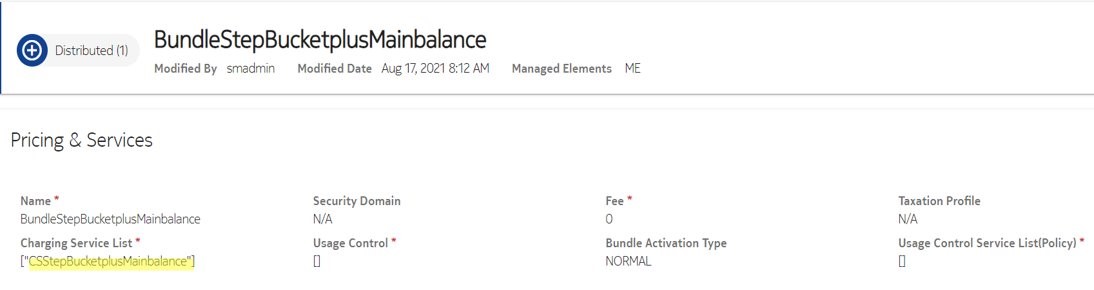 Distributed (1)
BundleStepBucketplusMainbalance
Modified By smadmin Modified Date Aug 17, 2021 8:12 AM Managed Elements ME
Pricing & Services
Name * Security Domain Fee * Taxation Profile
BundleStepBucketplusMainbalance N/A 0 N/A
Charging Service List * Usage Control * Bundle Activation Type Usage Control Service List(Policy) *
["CSStepBucketplusMainbalance"] [] NORMAL []